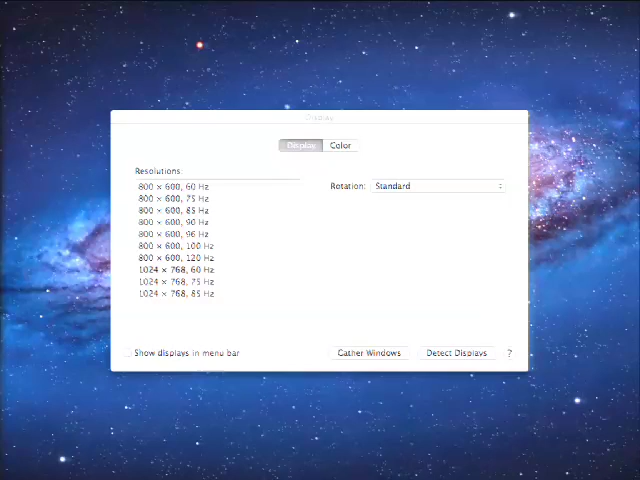 Display
Display Color
Resolutions:
800 × 600, 60 Hz
800 × 600, 75 Hz
800 × 600, 85 Hz
800 × 600, 90 Hz
800 × 600, 96 Hz
800 × 600, 100 Hz
800 × 600, 120 Hz
1024 × 768, 60 Hz
1024 × 768, 75 Hz
1024 × 768, 85 Hz
Rotation: Standard
Show displays in menu bar
Gather Windows Detect Displays ?